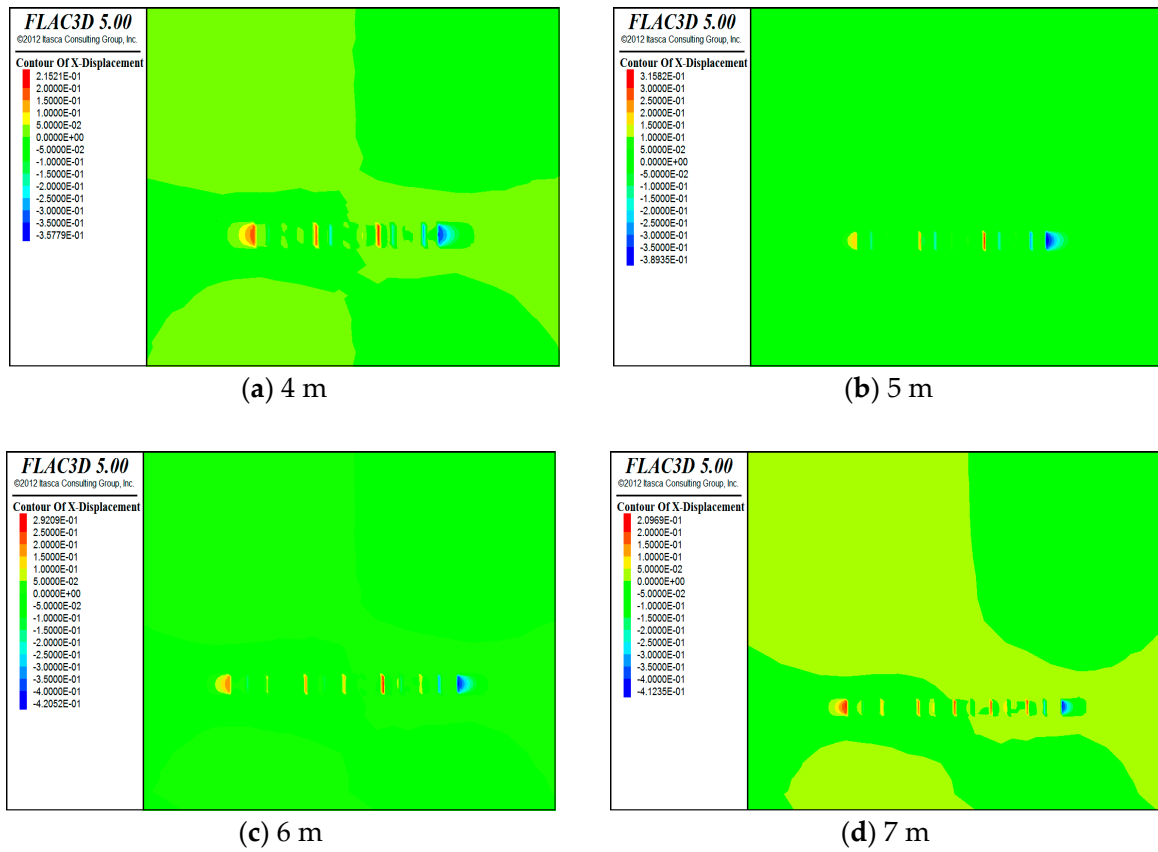 FLAC3D 5.00
©2012 Itasca Consulting Group, Inc.
Contour Of X-Displacement
2.1521E-01
2.0000E-01
1.5000E-01
1.0000E-01
5.0000E-02
0.0000E+00
-5.0000E-02
-1.0000E-01
-1.5000E-01
-2.0000E-01
-2.5000E-01
-3.0000E-01
-3.5000E-01
-3.5779E-01
(a) 4 m
FLAC3D 5.00
©2012 Itasca Consulting Group, Inc.
Contour Of X-Displacement
3.1582E-01
3.0000E-01
2.5000E-01
2.0000E-01
1.5000E-01
1.0000E-01
5.0000E-02
0.0000E+00
-5.0000E-02
-1.0000E-01
-1.5000E-01
-2.0000E-01
-2.5000E-01
-3.0000E-01
-3.5000E-01
-3.8935E-01
(b) 5 m
FLAC3D 5.00
©2012 Itasca Consulting Group, Inc.
Contour Of X-Displacement
2.9209E-01
2.5000E-01
2.0000E-01
1.5000E-01
1.0000E-01
5.0000E-02
0.0000E+00
-5.0000E-02
-1.0000E-01
-1.5000E-01
-2.0000E-01
-2.5000E-01
-3.0000E-01
-3.5000E-01
-4.0000E-01
-4.2052E-01
(c) 6 m
FLAC3D 5.00
©2012 Itasca Consulting Group, Inc.
Contour Of X-Displacement
2.0969E-01
2.0000E-01
1.5000E-01
1.0000E-01
5.0000E-02
0.0000E+00
-5.0000E-02
-1.0000E-01
-1.5000E-01
-2.0000E-01
-2.5000E-01
-3.0000E-01
-3.5000E-01
-4.0000E-01
-4.1235E-01
(d) 7 m